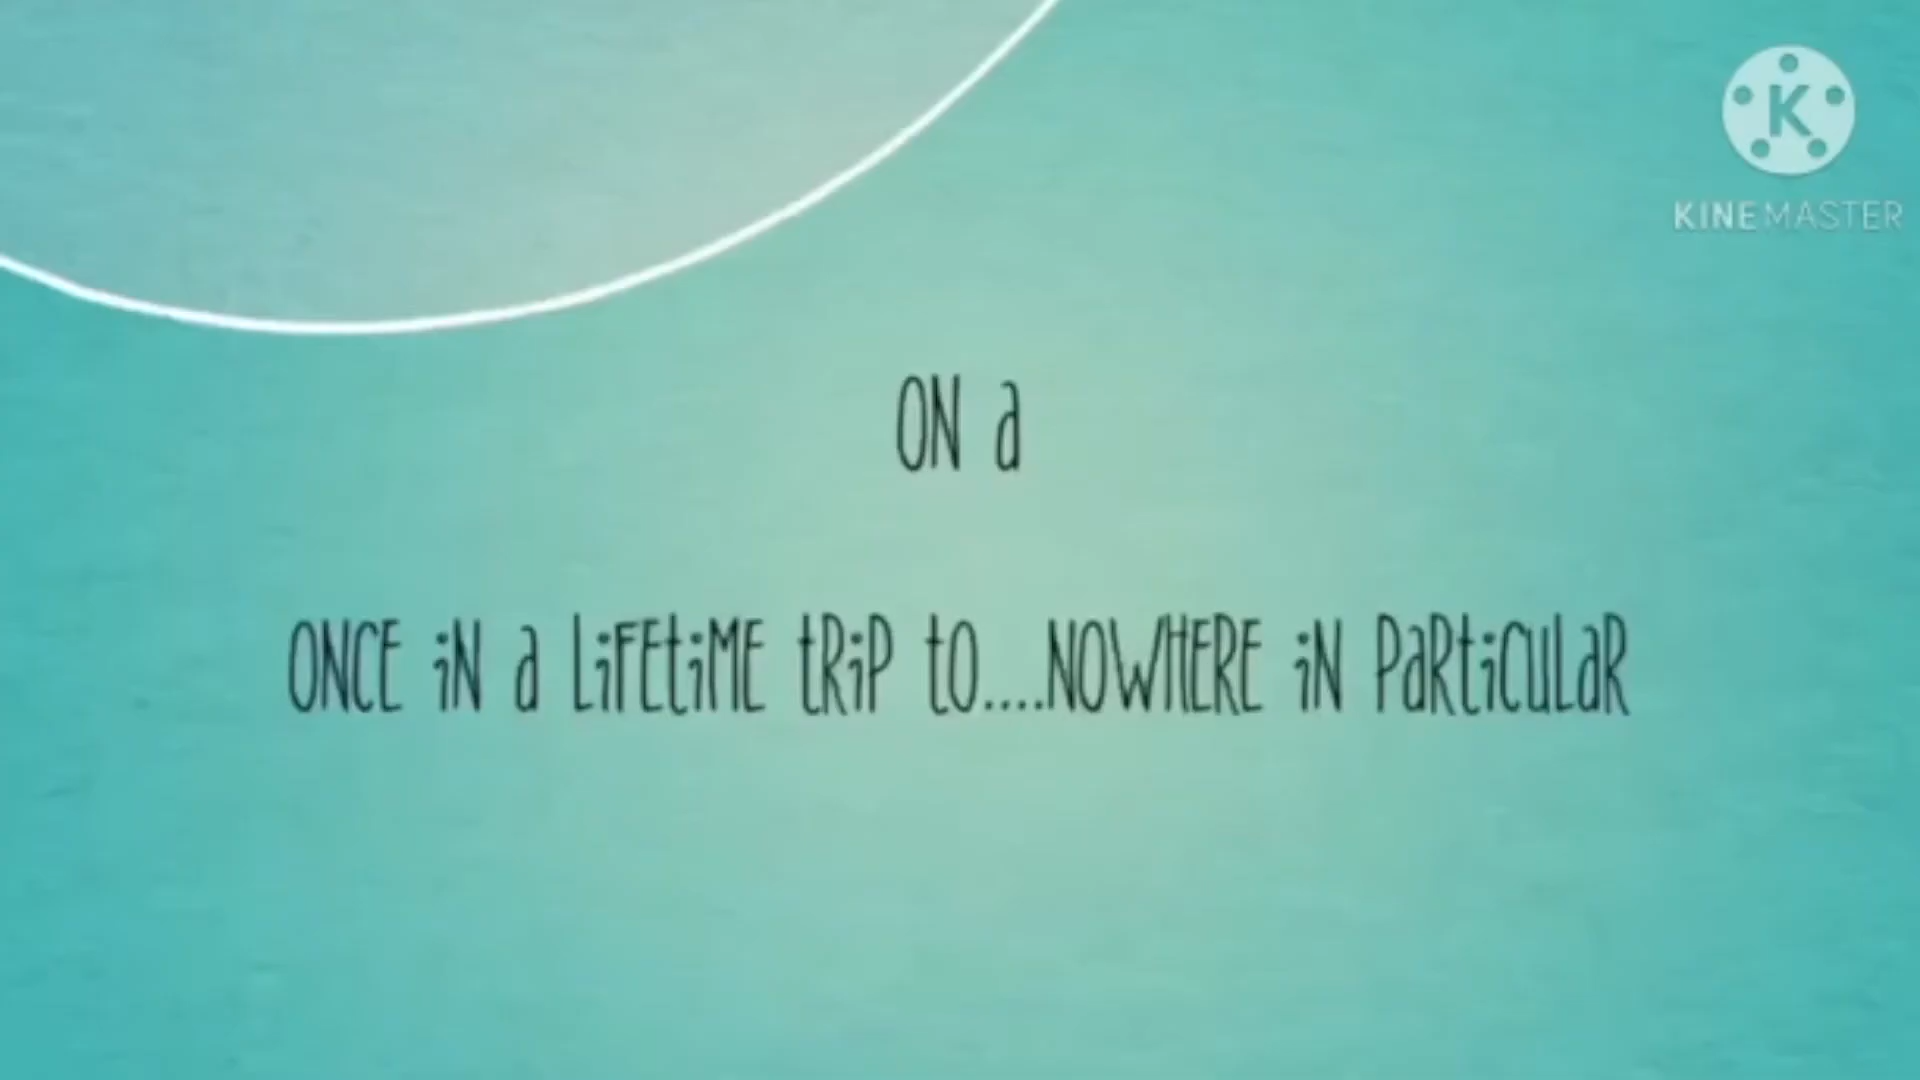 K
KINEMASTER
ON a
ONCE iN a LiFEtiME tRiP tO....NOWHERE iN PaRtiCULaR